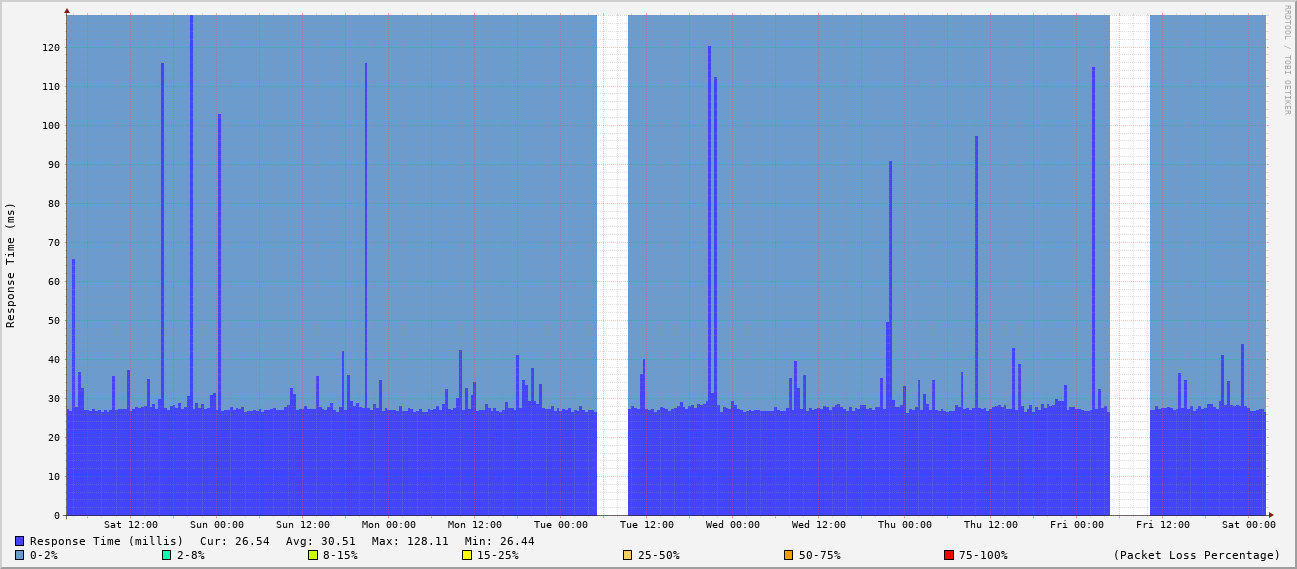 RRDTOOL / TOBI OETIKER
Response Time (ms)
120
110
100
90
80
70
60
50
40
30
20
10
0
Sat 12:00 Sun 00:00 Sun 12:00 Mon 00:00 Mon 12:00 Tue 00:00 Tue 12:00 Wed 00:00 Wed 12:00 Thu 00:00 Thu 12:00 Fri 00:00 Fri 12:00 Sat 00:00
Response Time (millis) Cur: 26.54 Avg: 30.51 Max: 128.11 Min: 26.44
0-2% 2-8% 8-15% 15-25% 25-50% 50-75% 75-100% (Packet Loss Percentage)